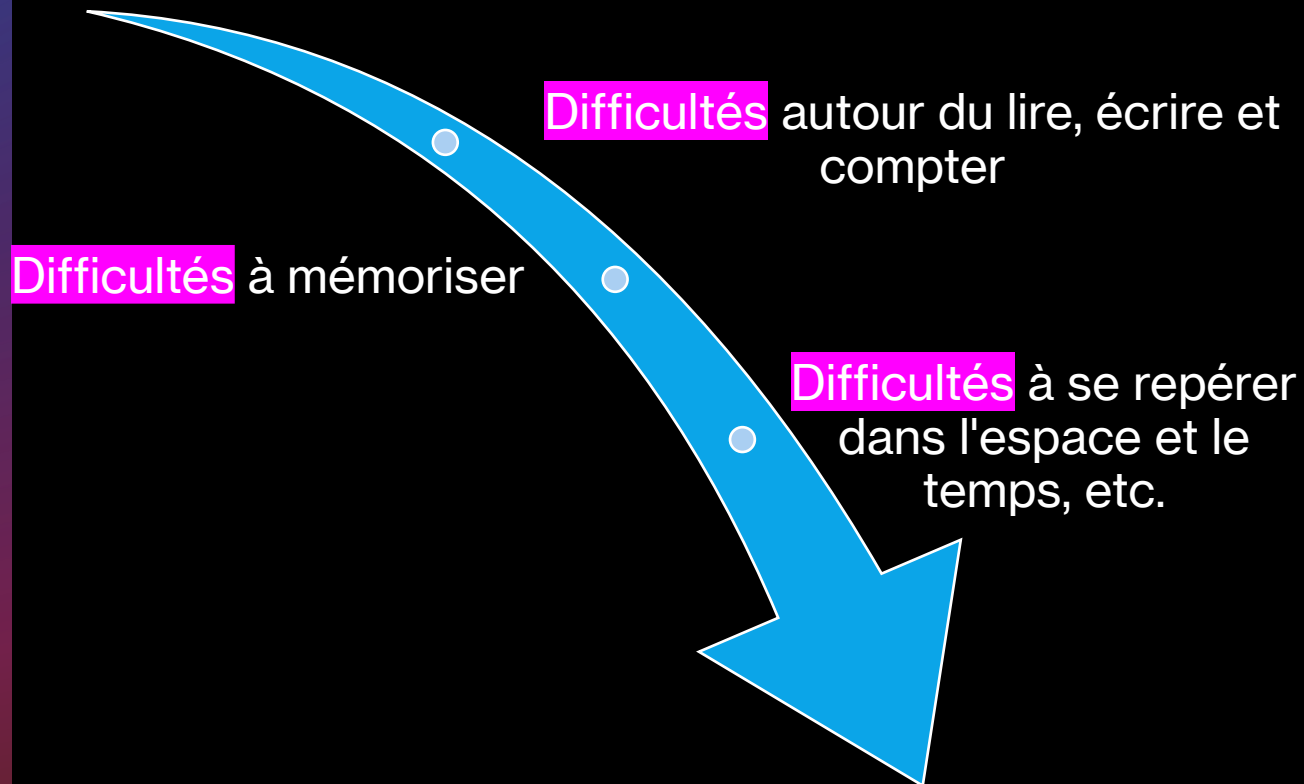 Difficultés autour du lire, écrire et
compter
Difficultés à mémoriser
Difficultés à se repérer
dans l'espace et le
temps, etc.